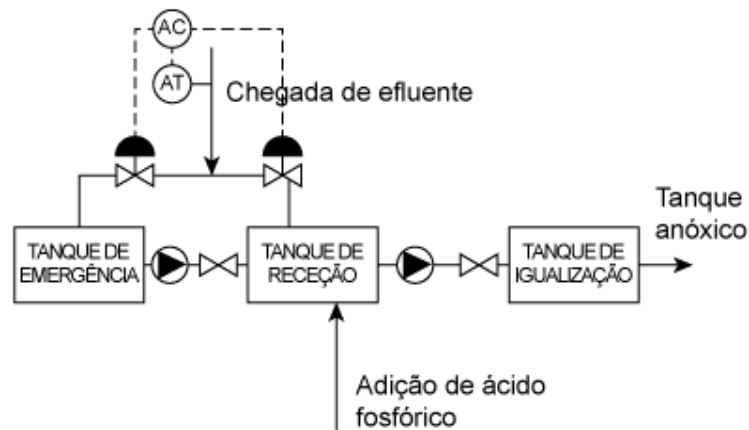 AC
AT
Chegada de efluente
Tanque
anóxico
TANQUE DE
EMERGÊNCIA
TANQUE DE
RECEÇÃO
TANQUE DE
IGUALIZAÇÃO
Adição de ácido
fosfórico